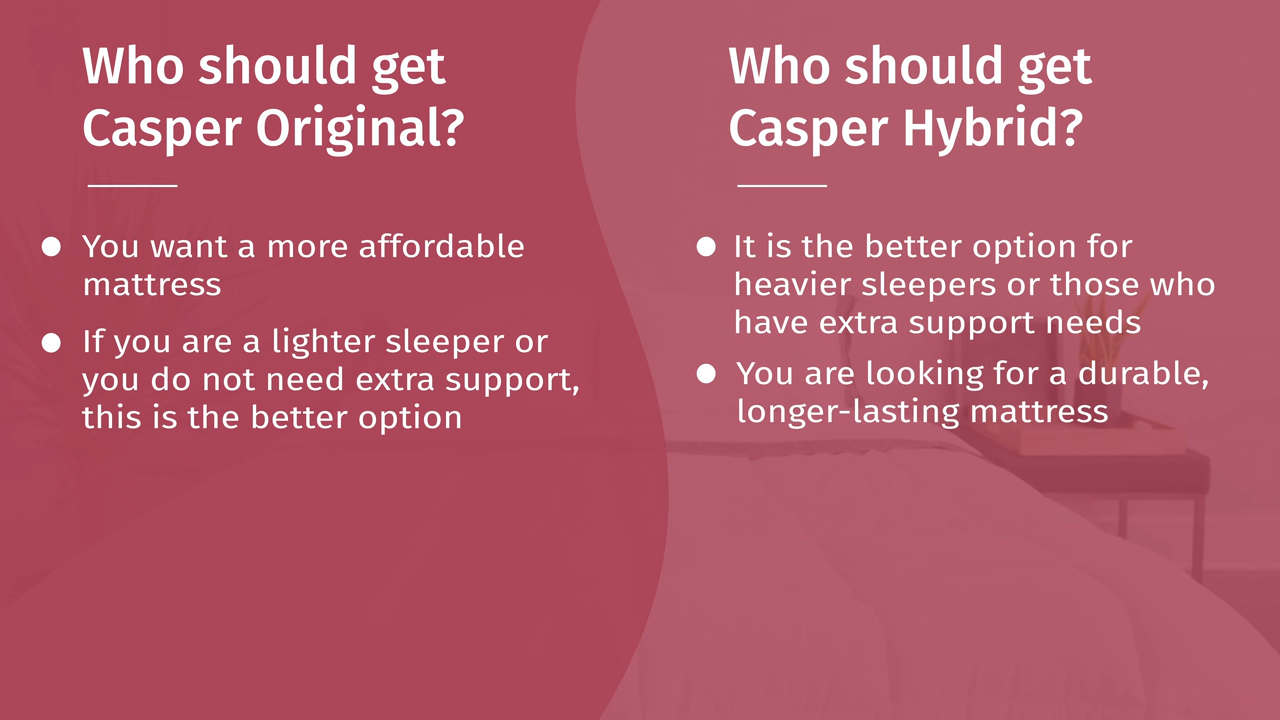 Who should get
Casper Original?
● You want a more affordable
mattress
● If you are a lighter sleeper or
you do not need extra support,
this is the better option
Who should get
Casper Hybrid?
● It is the better option for
heavier sleepers or those who
have extra support needs
● You are looking for a durable,
longer-lasting mattress